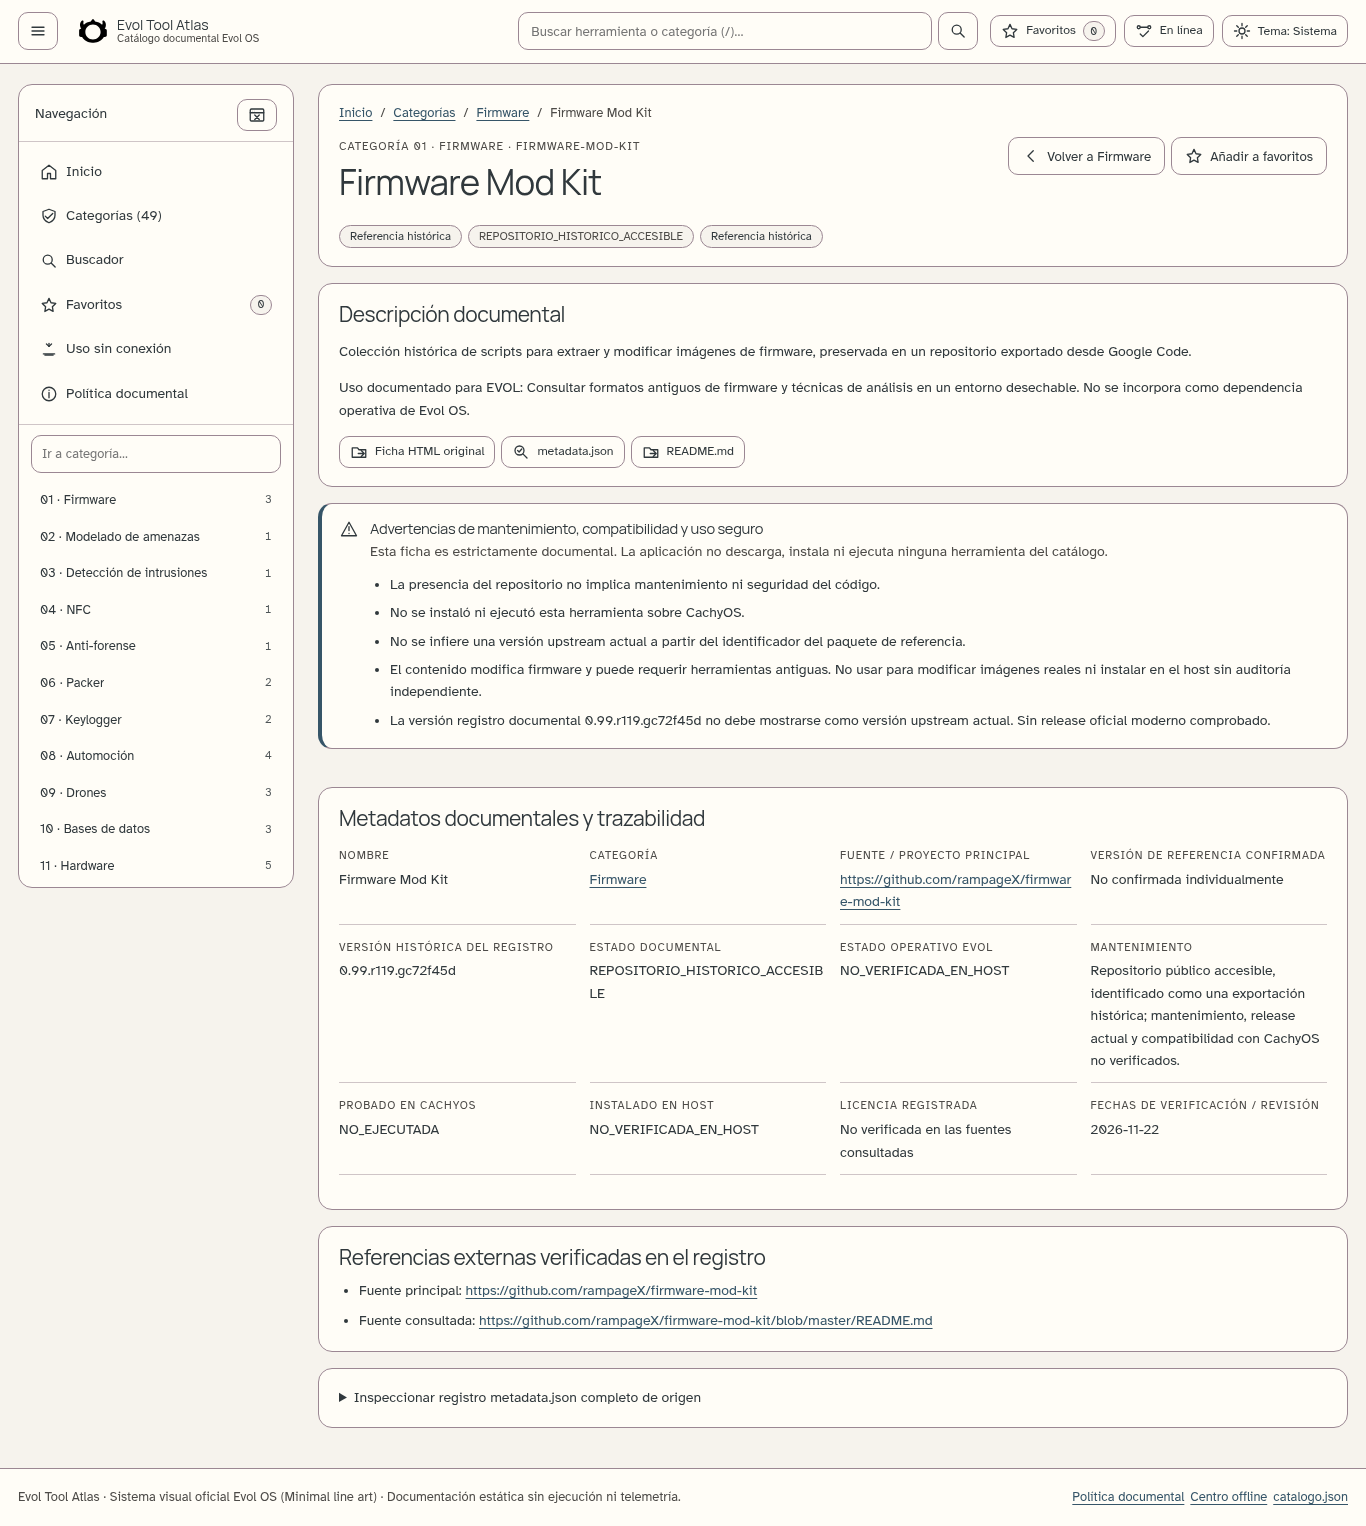 Evol Tool Atlas
Catálogo documental Evol OS
Buscar herramienta o categoría (/)...
Favoritos 0
En línea
Tema: Sistema
Navegación
Inicio
Categorías (49)
Buscador
Favoritos 0
Uso sin conexión
Política documental
Ir a categoría...
01 · Firmware 3
02 · Modelado de amenazas 1
03 · Detección de intrusiones 1
04 · NFC 1
05 · Anti-forense 1
06 · Packer 2
07 · Keylogger 2
08 · Automoción 4
09 · Drones 3
10 · Bases de datos 3
11 · Hardware 5
Inicio / Categorías / Firmware / Firmware Mod Kit
CATEGORÍA 01 · FIRMWARE · FIRMWARE-MOD-KIT
Firmware Mod Kit
Volver a Firmware
Añadir a favoritos
Referencia histórica
REPOSITORIO_HISTORICO_ACCESIBLE
Referencia histórica
Descripción documental
Colección histórica de scripts para extraer y modificar imágenes de firmware, preservada en un repositorio exportado desde Google Code.
Uso documentado para EVOL: Consultar formatos antiguos de firmware y técnicas de análisis en un entorno desechable. No se incorpora como dependencia
operativa de Evol OS.
Ficha HTML original
metadata.json
README.md
Advertencias de mantenimiento, compatibilidad y uso seguro
Esta ficha es estrictamente documental. La aplicación no descarga, instala ni ejecuta ninguna herramienta del catálogo.
• La presencia del repositorio no implica mantenimiento ni seguridad del código.
• No se instaló ni ejecutó esta herramienta sobre CachyOS.
• No se infiere una versión upstream actual a partir del identificador del paquete de referencia.
• El contenido modifica firmware y puede requerir herramientas antiguas. No usar para modificar imágenes reales ni instalar en el host sin auditoría
independiente.
• La versión registro documental 0.99.r119.gc72f45d no debe mostrarse como versión upstream actual. Sin release oficial moderno comprobado.
Metadatos documentales y trazabilidad
NOMBRE
Firmware Mod Kit
CATEGORÍA
Firmware
FUENTE / PROYECTO PRINCIPAL
https://github.com/rampageX/firmwar
e-mod-kit
VERSIÓN DE REFERENCIA CONFIRMADA
No confirmada individualmente
VERSIÓN HISTÓRICA DEL REGISTRO
0.99.r119.gc72f45d
ESTADO DOCUMENTAL
REPOSITORIO_HISTORICO_ACCESIB
LE
ESTADO OPERATIVO EVOL
NO_VERIFICADA_EN_HOST
MANTENIMIENTO
Repositorio público accesible,
identificado como una exportación
histórica; mantenimiento, release
actual y compatibilidad con CachyOS
no verificados.
PROBADO EN CACHYOS
NO_EJECUTADA
INSTALADO EN HOST
NO_VERIFICADA_EN_HOST
LICENCIA REGISTRADA
No verificada en las fuentes
consultadas
FECHAS DE VERIFICACIÓN / REVISIÓN
2026-11-22
Referencias externas verificadas en el registro
• Fuente principal: https://github.com/rampageX/firmware-mod-kit
• Fuente consultada: https://github.com/rampageX/firmware-mod-kit/blob/master/README.md
Inspeccionar registro metadata.json completo de origen
Evol Tool Atlas · Sistema visual oficial Evol OS (Minimal line art) · Documentación estática sin ejecución ni telemetría.
Política documental Centro offline catalogo.json